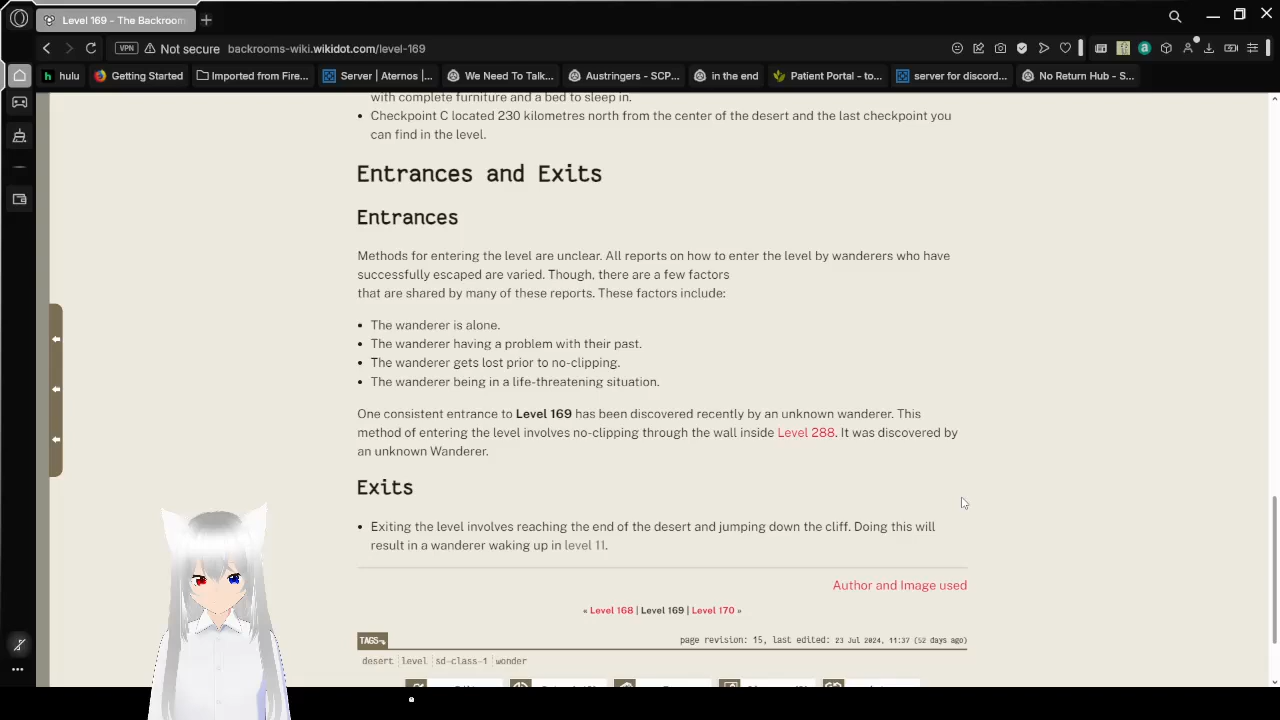 Level 169 - The Backroom
VPN
Not secure
backrooms-wiki.wikidot.com/level-169
hulu
Getting Started
Imported from Fire...
Server | Aternos |...
We Need To Talk...
Austringers - SCP...
in the end
Patient Portal - to...
server for discord...
No Return Hub - S...
with complete furniture and a bed to sleep in.
Checkpoint C located 230 kilometres north from the center of the desert and the last checkpoint you
can find in the level.
Entrances and Exits
Entrances
Methods for entering the level are unclear. All reports on how to enter the level by wanderers who have
successfully escaped are varied. Though, there are a few factors
that are shared by many of these reports. These factors include:
The wanderer is alone.
The wanderer having a problem with their past.
The wanderer gets lost prior to no-clipping.
The wanderer being in a life-threatening situation.
One consistent entrance to Level 169 has been discovered recently by an unknown wanderer. This
method of entering the level involves no-clipping through the wall inside Level 288. It was discovered by
an unknown Wanderer.
Exits
Exiting the level involves reaching the end of the desert and jumping down the cliff. Doing this will
result in a wanderer waking up in level 11.
Author and Image used
« Level 168 | Level 169 | Level 170 »
TAGS
page revision: 15, last edited: 23 Jul 2024, 11:37 (52 days ago)
desert level sd-class-1 wonder